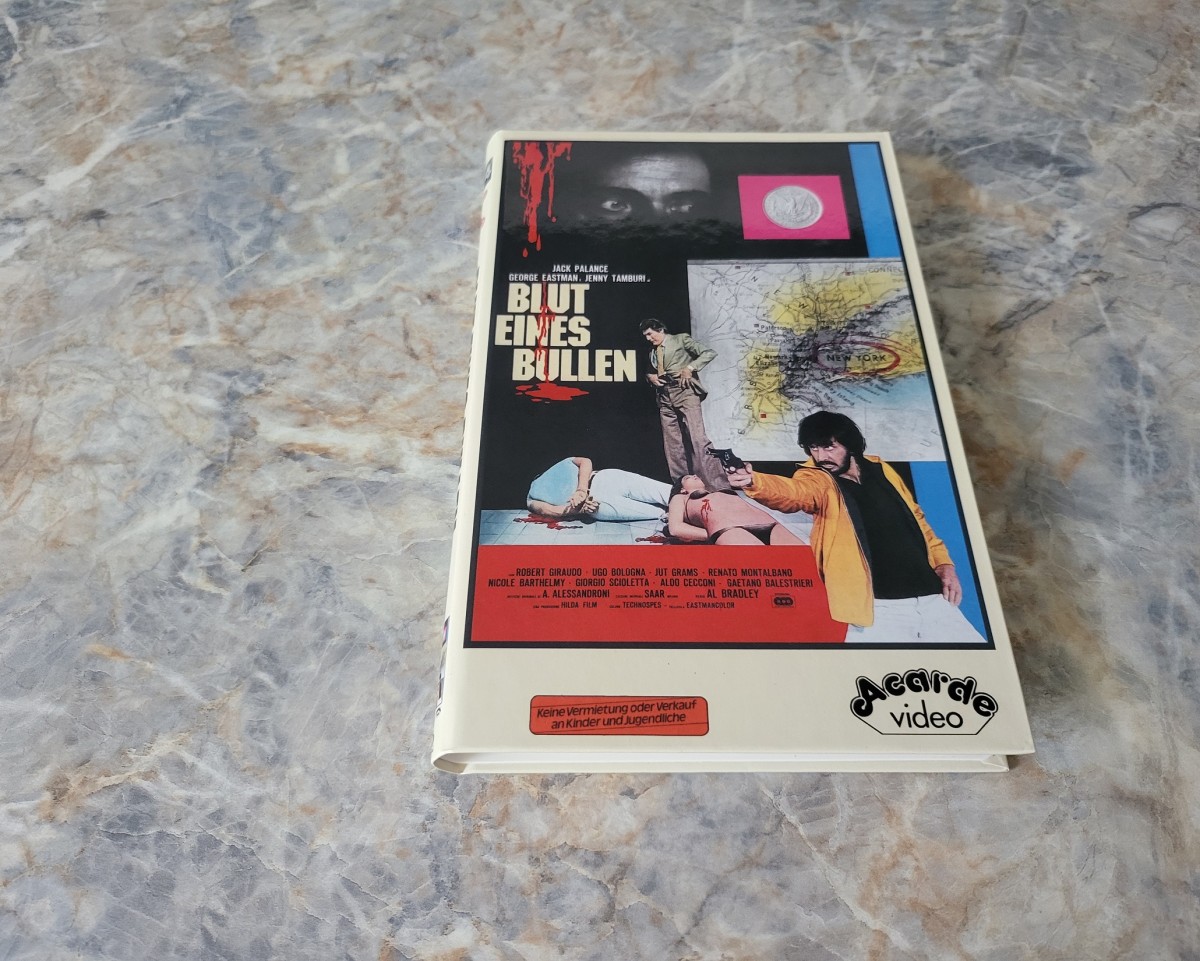 JACK PALANCE
GEORGE EASTMAN, JENNY TAMBURI
BLUT
EINES
BULLEN
CONN
NEW YORK
ROBERT GIRAUDO · UGO BOLOGNA · JUT GRAMS · RENATO MONTALBANO
NICOLE BARTHELMY · GIORGIO SCIOLETTA · ALDO CECCONI · GAETANO BALESTRIERI
A. ALESSANDRONI SAAR AL BRADLEY
HILDA FILM TECHNOSPES EASTMANCOLOR
Keine Vermietung oder Verkauf
an Kinder und Jugendliche
Acarde
video